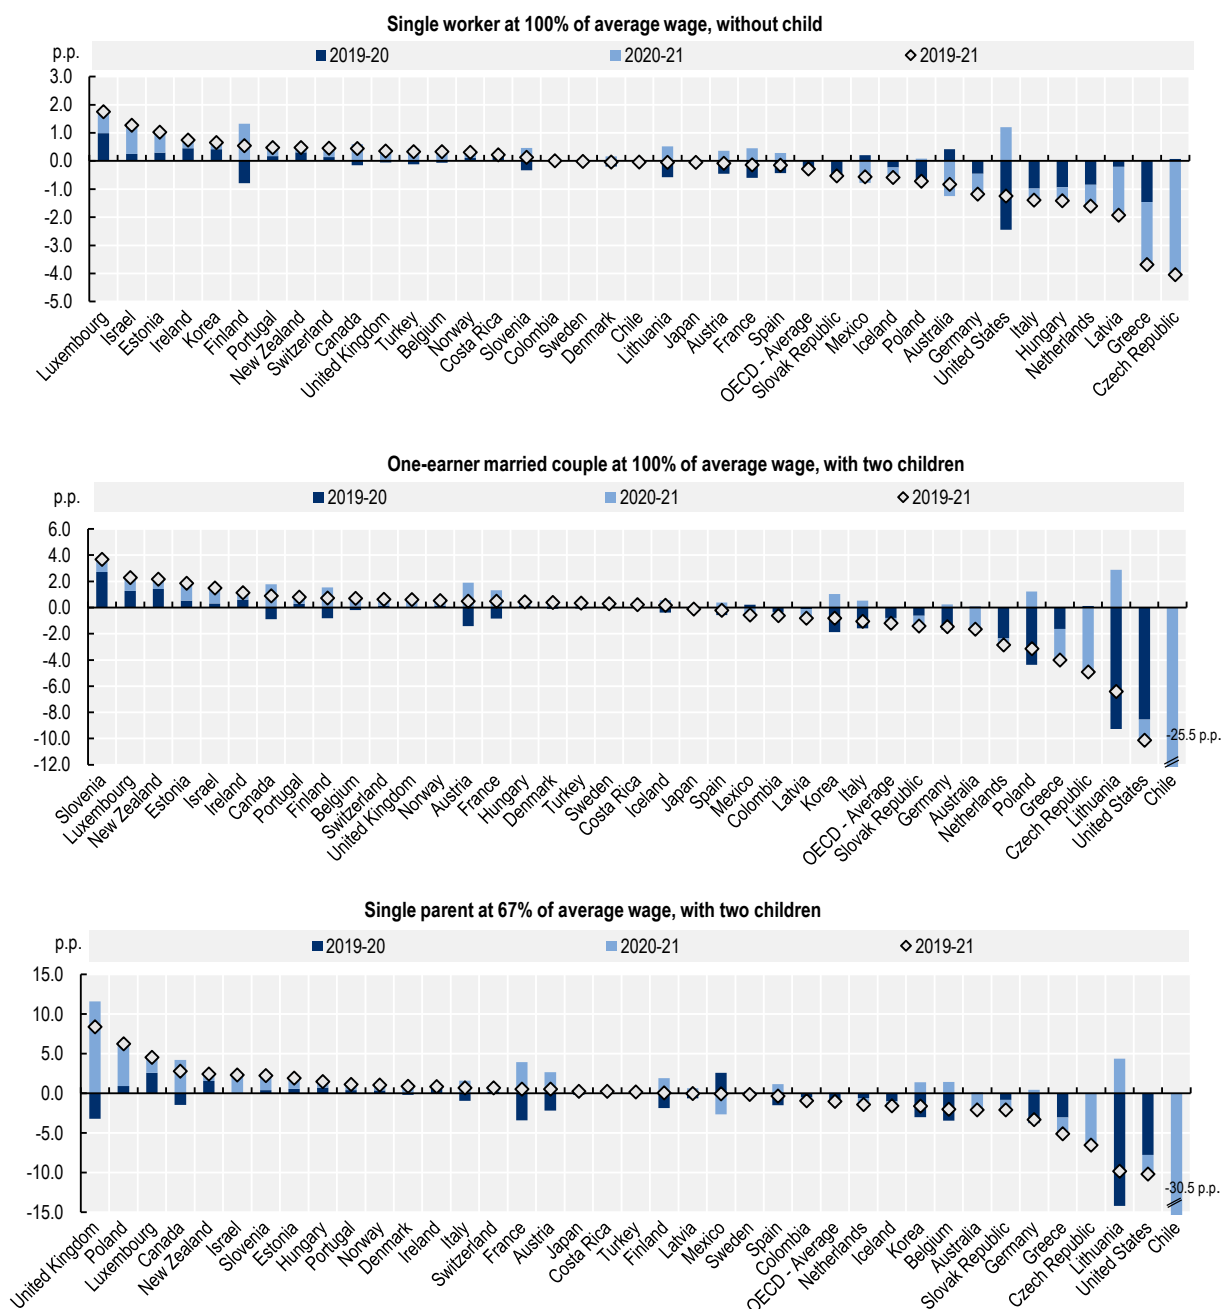 Single worker at 100% of average wage, without child
p.p.
2019-20 2020-21 2019-21
3.0
2.0
1.0
0.0
-1.0
-2.0
-3.0
-4.0
-5.0
Luxembourg
Israel
Estonia
Ireland
Korea
Finland
Portugal
New Zealand
Switzerland
Canada
United Kingdom
Turkey
Belgium
Norway
Costa Rica
Slovenia
Colombia
Sweden
Denmark
Chile
Lithuania
Japan
Austria
France
Spain
OECD - Average
Slovak Republic
Mexico
Iceland
Poland
Australia
Germany
United States
Italy
Hungary
Netherlands
Latvia
Greece
Czech Republic
One-earner married couple at 100% of average wage, with two children
p.p.
2019-20 2020-21 2019-21
6.0
4.0
2.0
0.0
-2.0
-4.0
-6.0
-8.0
-10.0
-12.0
-25.5 p.p.
Slovenia
Luxembourg
New Zealand
Estonia
Israel
Ireland
Canada
Portugal
Finland
Belgium
Switzerland
United Kingdom
Norway
Austria
France
Hungary
Denmark
Turkey
Sweden
Costa Rica
Iceland
Japan
Spain
Mexico
Colombia
Latvia
Korea
Italy
OECD - Average
Slovak Republic
Germany
Australia
Netherlands
Poland
Greece
Czech Republic
Lithuania
United States
Chile
Single parent at 67% of average wage, with two children
p.p.
2019-20 2020-21 2019-21
15.0
10.0
5.0
0.0
-5.0
-10.0
-15.0
-30.5 p.p.
United Kingdom
Poland
Luxembourg
Canada
New Zealand
Israel
Slovenia
Estonia
Hungary
Portugal
Norway
Denmark
Ireland
Italy
Switzerland
France
Austria
Japan
Costa Rica
Turkey
Finland
Latvia
Mexico
Sweden
Spain
Colombia
OECD - Average
Netherlands
Iceland
Korea
Belgium
Australia
Slovak Republic
Germany
Greece
Czech Republic
Lithuania
United States
Chile